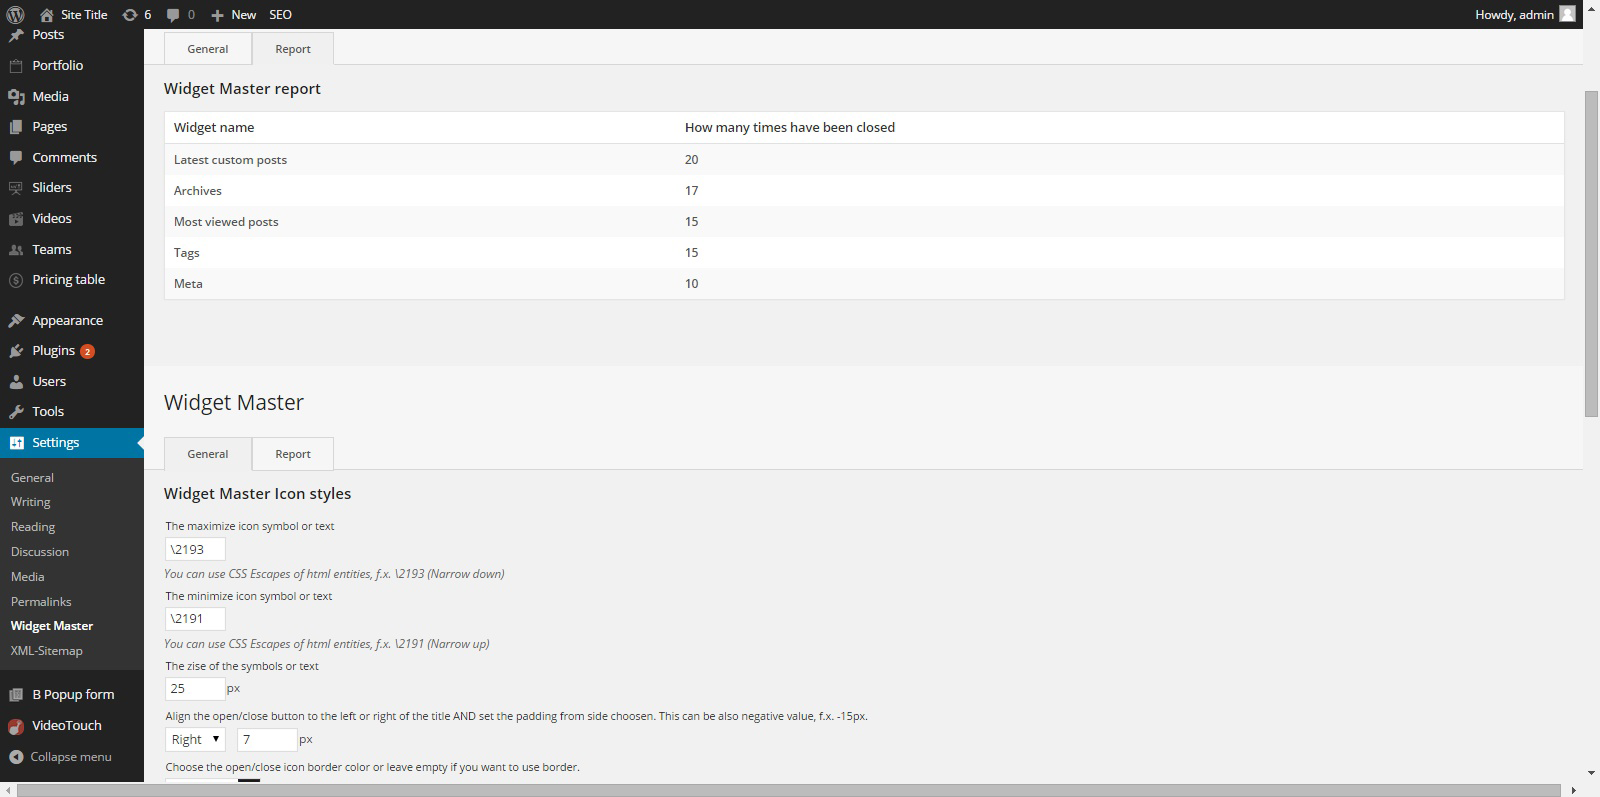 Site Title 6 0 New SEO Howdy, admin
Posts
Portfolio
Media
Pages
Comments
Sliders
Videos
Teams
Pricing table
Appearance
Plugins 2
Users
Tools
Settings
General
Writing
Reading
Discussion
Media
Permalinks
Widget Master
XML-Sitemap
B Popup form
VideoTouch
Collapse menu
General Report
Widget Master report
Widget name How many times have been closed
Latest custom posts 20
Archives 17
Most viewed posts 15
Tags 15
Meta 10
Widget Master
General Report
Widget Master Icon styles
The maximize icon symbol or text
\2193
You can use CSS Escapes of html entities, f.x. \2193 (Narrow down)
The minimize icon symbol or text
\2191
You can use CSS Escapes of html entities, f.x. \2191 (Narrow up)
The zise of the symbols or text
25 px
Align the open/close button to the left or right of the title AND set the padding from side choosen. This can be also negative value, f.x. -15px.
Right 7 px
Choose the open/close icon border color or leave empty if you want to use border.